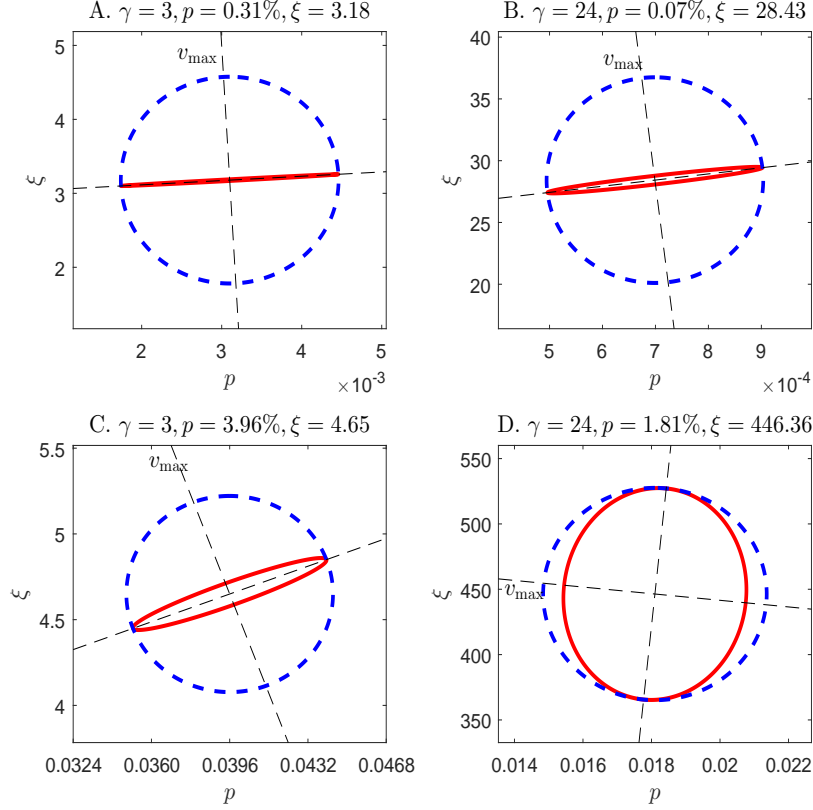 A. γ = 3, p = 0.31%, ξ = 3.18
5
4
3
2
ξ
v_max
2
3
4
5
×10⁻³
p
B. γ = 24, p = 0.07%, ξ = 28.43
40
35
30
25
20
ξ
v_max
5
6
7
8
9
×10⁻⁴
p
C. γ = 3, p = 3.96%, ξ = 4.65
5.5
5
4.5
4
ξ
v_max
0.0324
0.0360
0.0396
0.0432
0.0468
p
D. γ = 24, p = 1.81%, ξ = 446.36
550
500
450
400
350
ξ
v_max
0.014
0.016
0.018
0.02
0.022
p